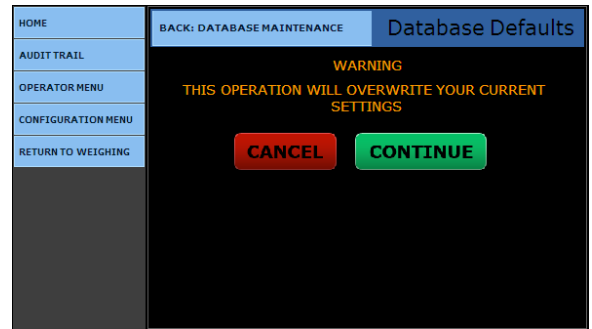 HOME
AUDIT TRAIL
OPERATOR MENU
CONFIGURATION MENU
RETURN TO WEIGHING
BACK: DATABASE MAINTENANCE
Database Defaults
WARNING
THIS OPERATION WILL OVERWRITE YOUR CURRENT
SETTINGS
CANCEL
CONTINUE